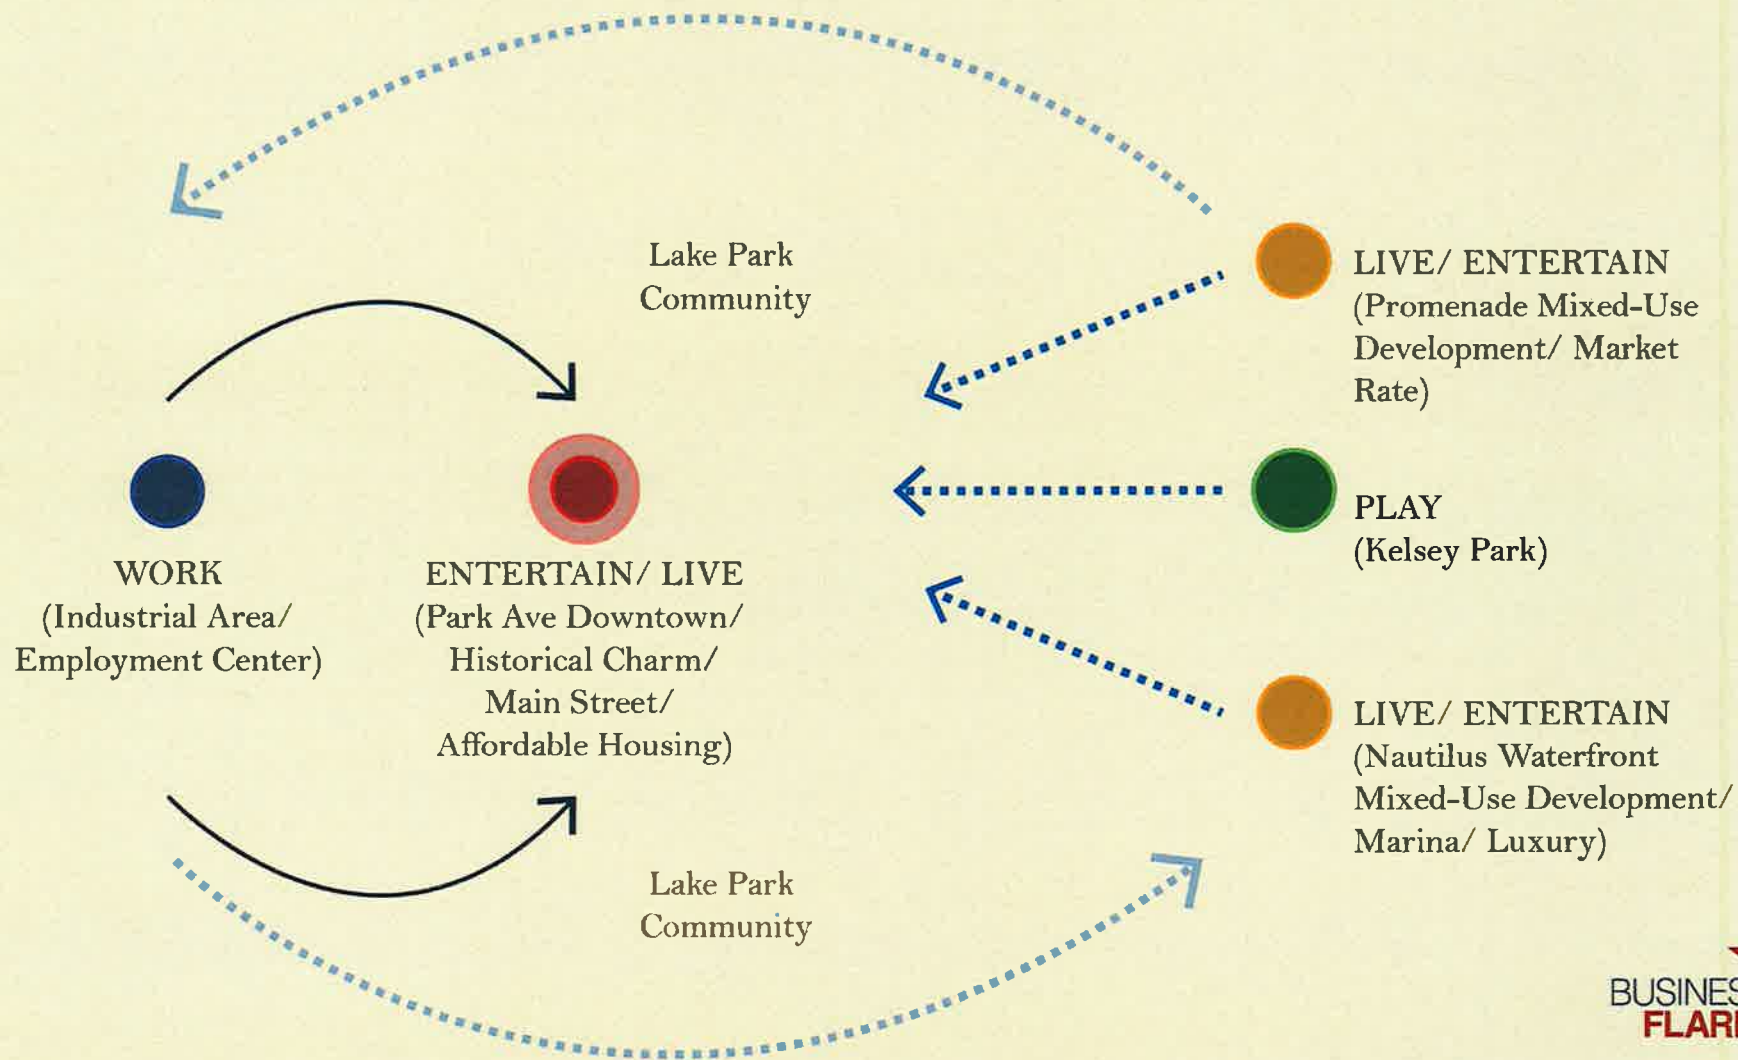 Lake Park
Community
LIVE/ ENTERTAIN
(Promenade Mixed-Use
Development/ Market
Rate)
PLAY
(Kelsey Park)
WORK
(Industrial Area/
Employment Center)
ENTERTAIN/ LIVE
(Park Ave Downtown/
Historical Charm/
Main Street/
Affordable Housing)
LIVE/ ENTERTAIN
(Nautilus Waterfront
Mixed-Use Development/
Marina/ Luxury)
Lake Park
Community